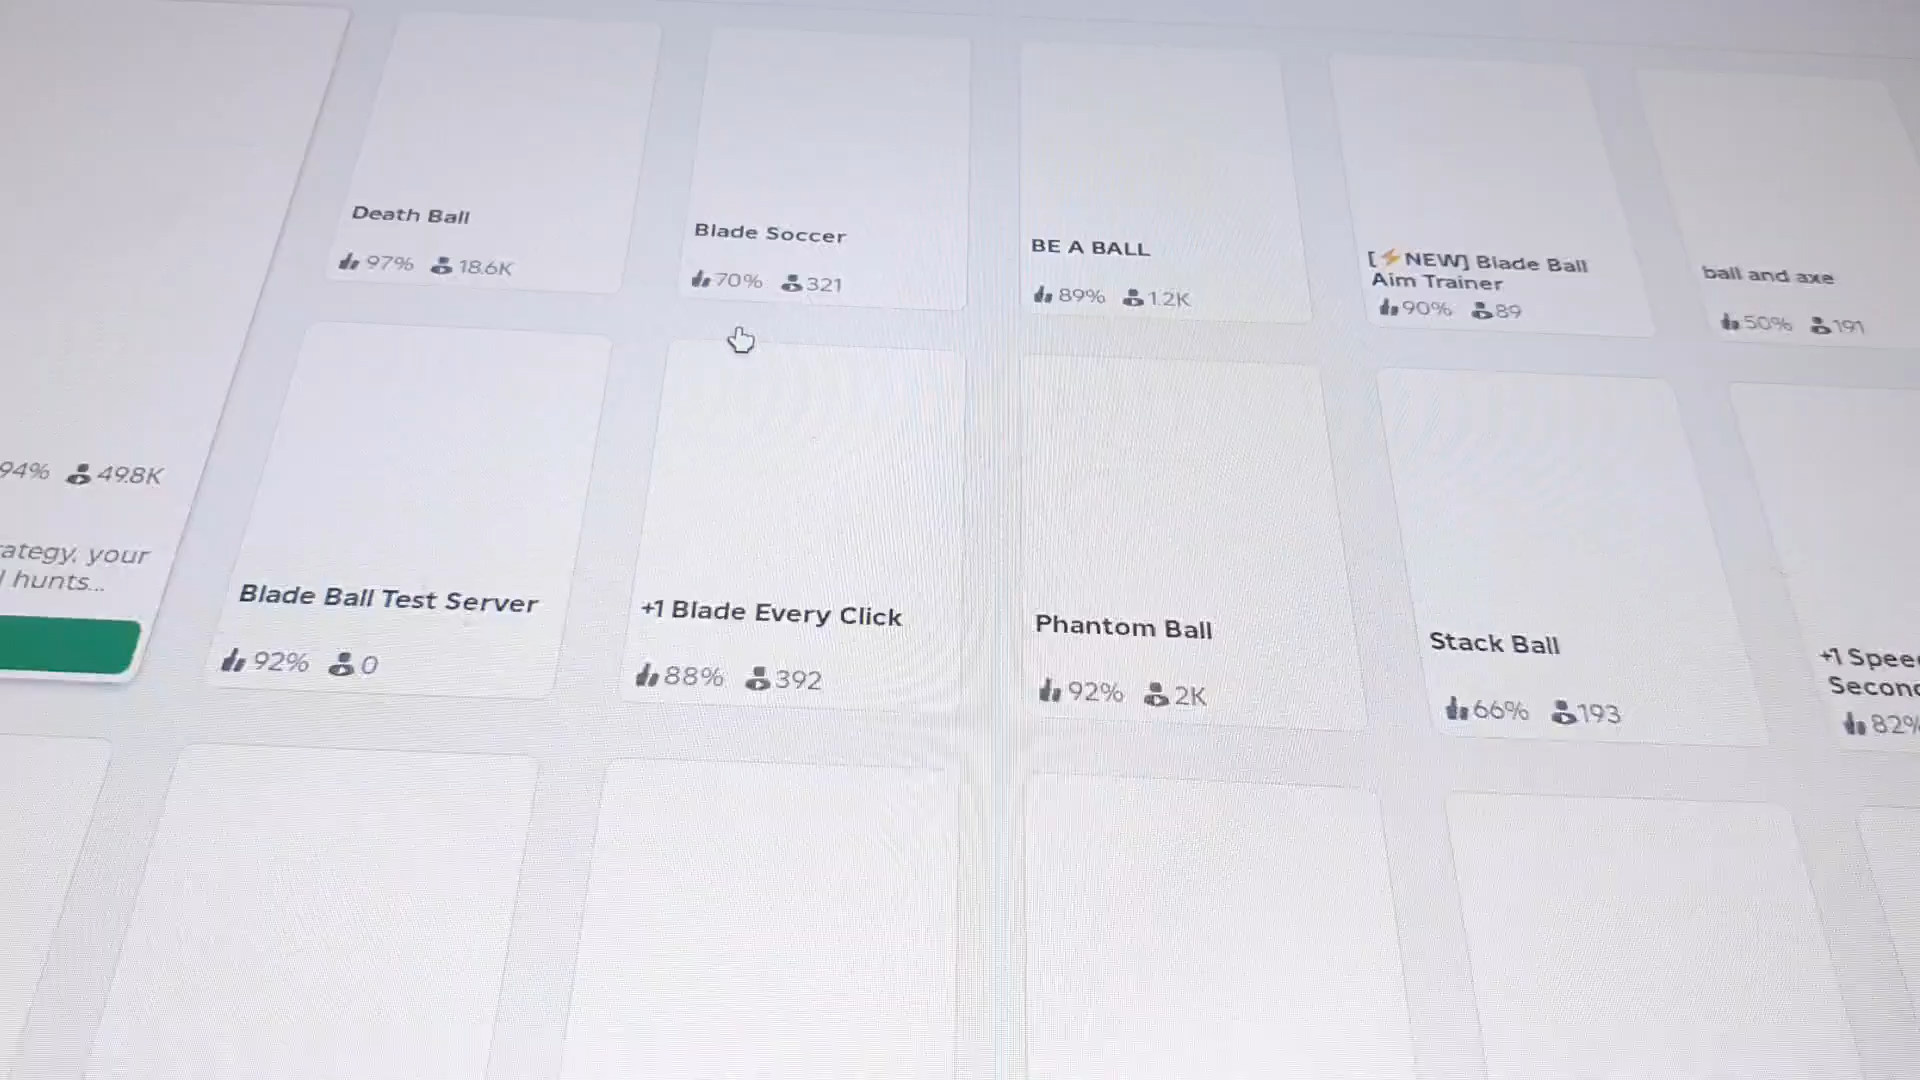 Death Ball
97% 18.6K
Blade Soccer
70% 321
BE A BALL
89% 1.2K
[⚡NEW] Blade Ball
Aim Trainer
90% 89
ball and axe
50% 191
94% 49.8K
ategy, your
hunts...
Blade Ball Test Server
92% 0
+1 Blade Every Click
88% 392
Phantom Ball
92% 2K
Stack Ball
66% 193
+1 Spee
Secon
82%